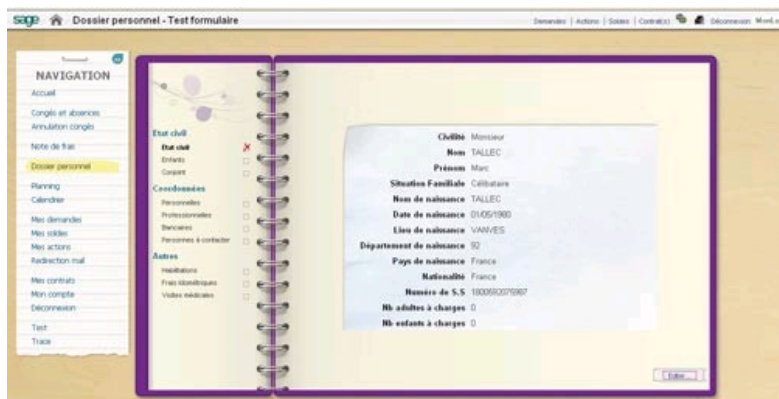 sage Dossier personnel - Test formulaire
Demandes | Actions | Soldes | Contrat(s) Déconnexion
NAVIGATION
Accueil
Congés et absences
Annulation congés
Note de frais
Dossier personnel
Planning
Calendrier
Mes demandes
Mes soldes
Mes actions
Redirection mail
Mes contrats
Mon compte
Déconnexion
Test
Trace
Etat civil
Etat civil
Enfants
Conjoint
Coordonnées
Personnelles
Professionnelles
Bancaires
Personnes à contacter
Autres
Habilitations
Frais kilométriques
Visites médicales
Civilité Monsieur
Nom TALLEC
Prénom Marc
Situation Familiale Célibataire
Nom de naissance TALLEC
Date de naissance 01/05/1980
Lieu de naissance VANVES
Département de naissance 92
Pays de naissance France
Nationalité France
Numéro de S.S
Nb adultes à charges 0
Nb enfants à charges 0
Editer...